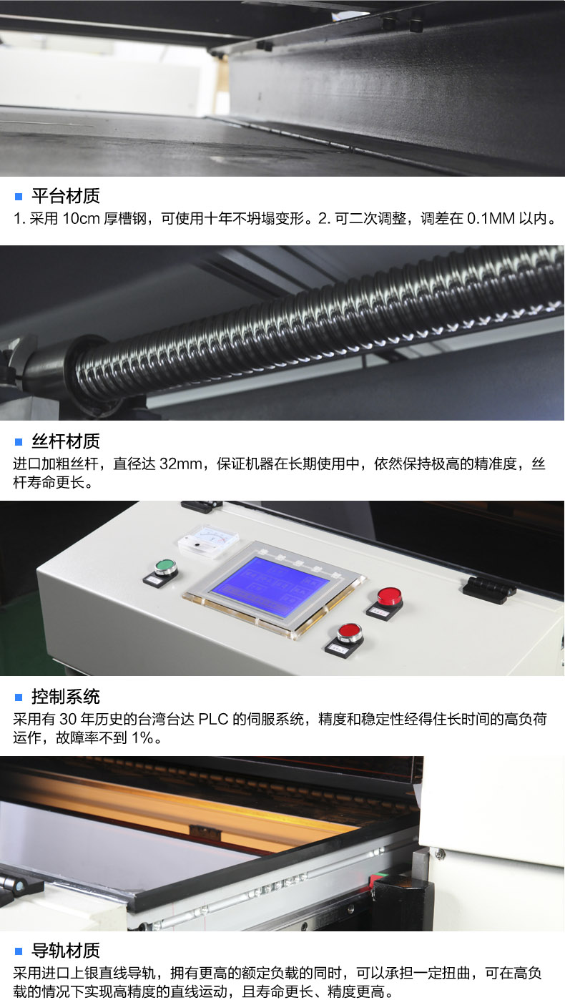 平台材质
1. 采用 10cm 厚槽钢，可使用十年不坍塌变形。2. 可二次调整，调差在 0.1MM 以内。
丝杆材质
进口加粗丝杆，直径达 32mm，保证机器在长期使用中，依然保持极高的精准度，丝
杆寿命更长。
控制系统
采用有 30 年历史的台湾台达 PLC 的伺服系统，精度和稳定性经得住长时间的高负荷
运作，故障率不到 1%。
导轨材质
采用进口上银直线导轨，拥有更高的额定负载的同时，可以承担一定扭曲，可在高负
载的情况下实现高精度的直线运动，且寿命更长、精度更高。